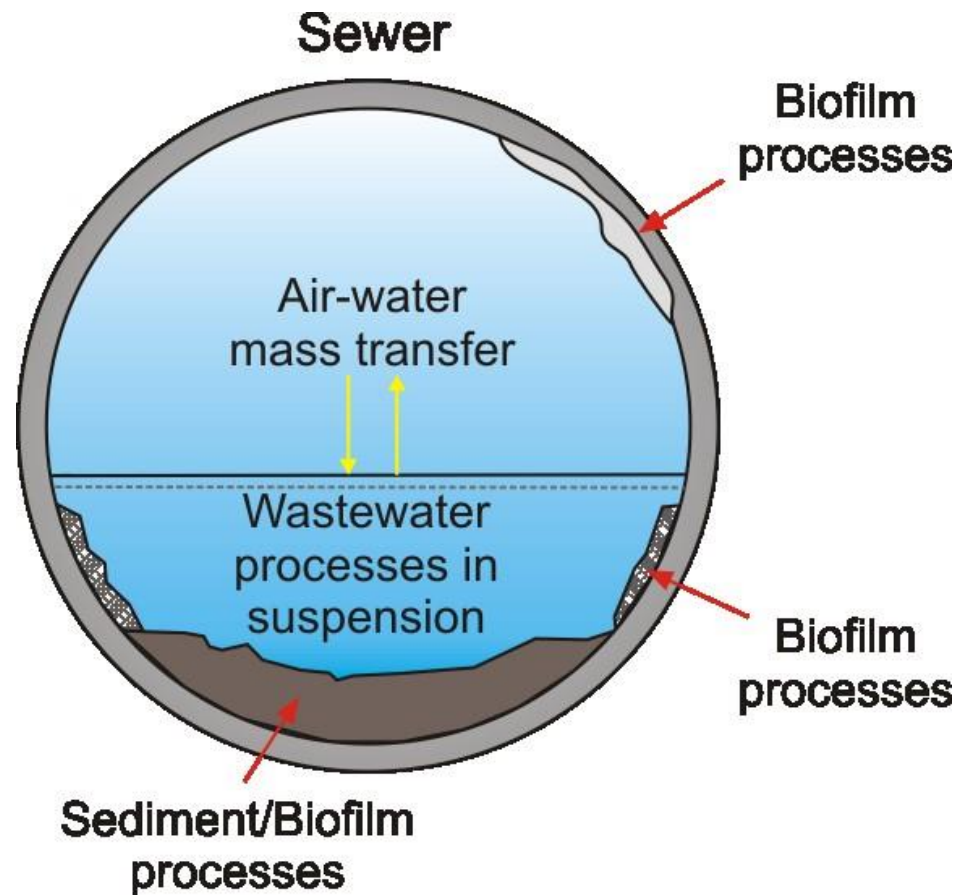 Sewer
Biofilm
processes
Air-water
mass transfer
Wastewater
processes in
suspension
Biofilm
processes
Sediment/Biofilm
processes